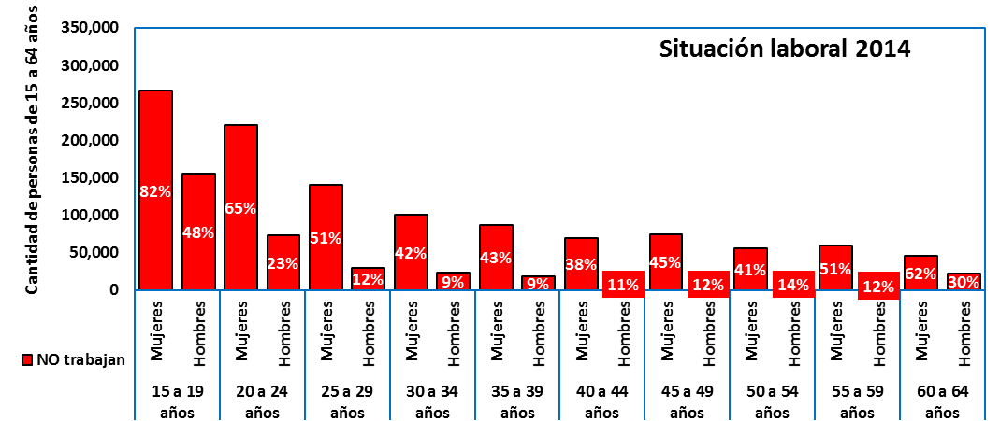 Situación laboral 2014
Cantidad de personas de 15 a 64 años
350,000
300,000
250,000
200,000
150,000
100,000
50,000
0
82%
48%
65%
23%
51%
12%
42%
9%
43%
9%
38%
11%
45%
12%
41%
14%
51%
12%
62%
30%
Mujeres
Hombres
Mujeres
Hombres
Mujeres
Hombres
Mujeres
Hombres
Mujeres
Hombres
Mujeres
Hombres
Mujeres
Hombres
Mujeres
Hombres
Mujeres
Hombres
Mujeres
Hombres
NO trabajan
15 a 19
años
20 a 24
años
25 a 29
años
30 a 34
años
35 a 39
años
40 a 44
años
45 a 49
años
50 a 54
años
55 a 59
años
60 a 64
años